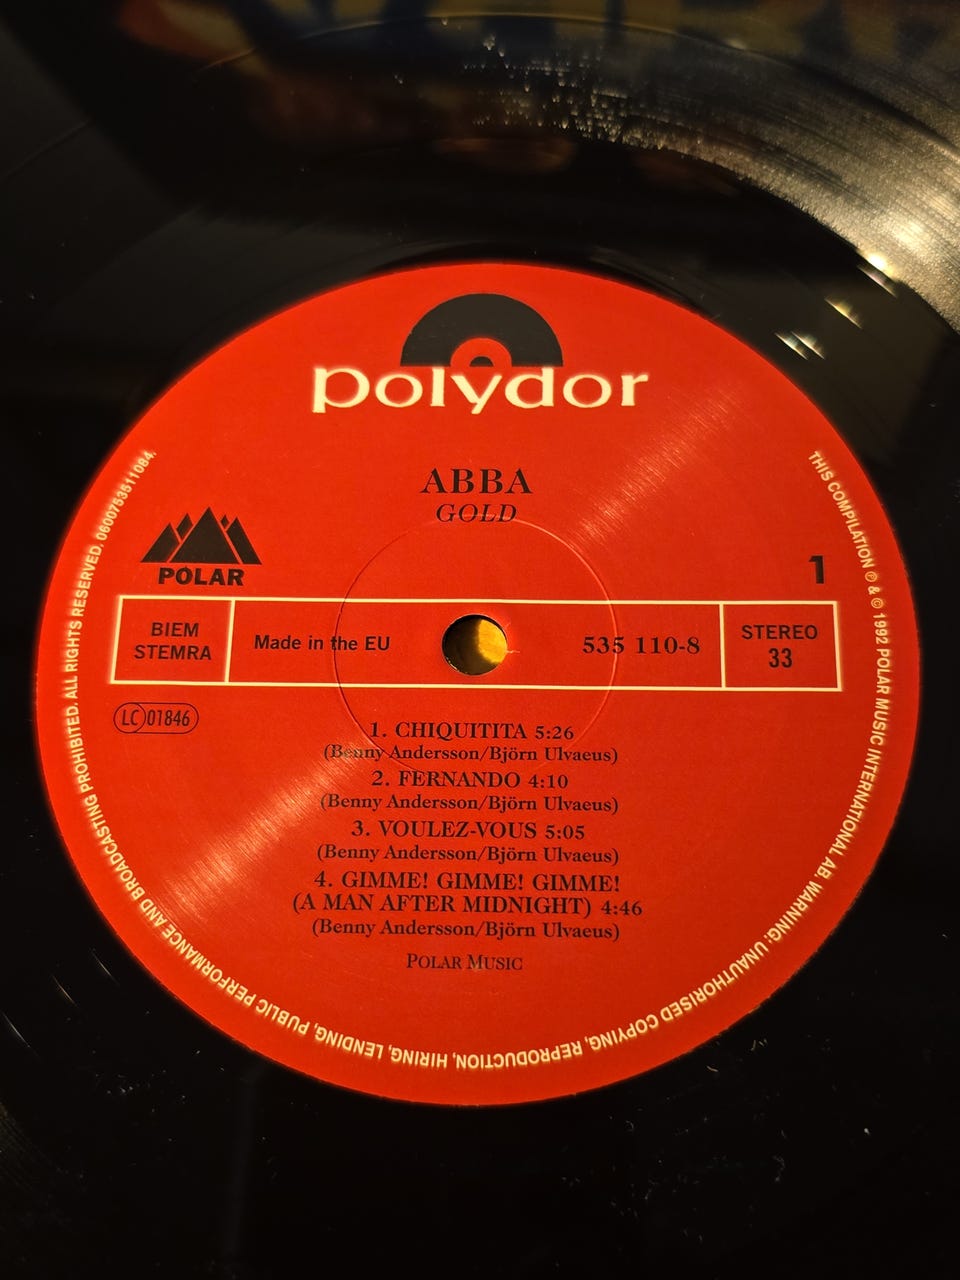 polydor
ABBA
GOLD
POLAR
1
BIEM
STEMRA
Made in the EU
535 110-8
STEREO
33
LC 01846
1. CHIQUITITA 5:26
(Benny Andersson/Björn Ulvaeus)
2. FERNANDO 4:10
(Benny Andersson/Björn Ulvaeus)
3. VOULEZ-VOUS 5:05
(Benny Andersson/Björn Ulvaeus)
4. GIMME! GIMME! GIMME!
(A MAN AFTER MIDNIGHT) 4:46
(Benny Andersson/Björn Ulvaeus)
POLAR MUSIC
THIS COMPILATION ℗ & © 1992 POLAR MUSIC INTERNATIONAL AB. WARNING: UNAUTHORISED COPYING, REPRODUCTION, HIRING, LENDING, PUBLIC PERFORMANCE AND BROADCASTING PROHIBITED. ALL RIGHTS RESERVED. 0600753511084.